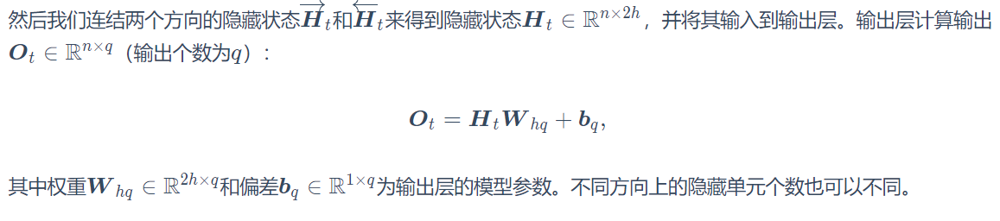 然后我们连结两个方向的隐藏状态$\overrightarrow{\boldsymbol{H}}_t$和$\overleftarrow{\boldsymbol{H}}_t$来得到隐藏状态$\boldsymbol{H}_t \in \mathbb{R}^{n \times 2h}$，并将其输入到输出层。输出层计算输出
$\boldsymbol{O}_t \in \mathbb{R}^{n \times q}$（输出个数为$q$）：
$\boldsymbol{O}_t = \boldsymbol{H}_t \boldsymbol{W}_{hq} + \boldsymbol{b}_q,$
其中权重$\boldsymbol{W}_{hq} \in \mathbb{R}^{2h \times q}$和偏差$\boldsymbol{b}_q \in \mathbb{R}^{1 \times q}$为输出层的模型参数。不同方向上的隐藏单元个数也可以不同。